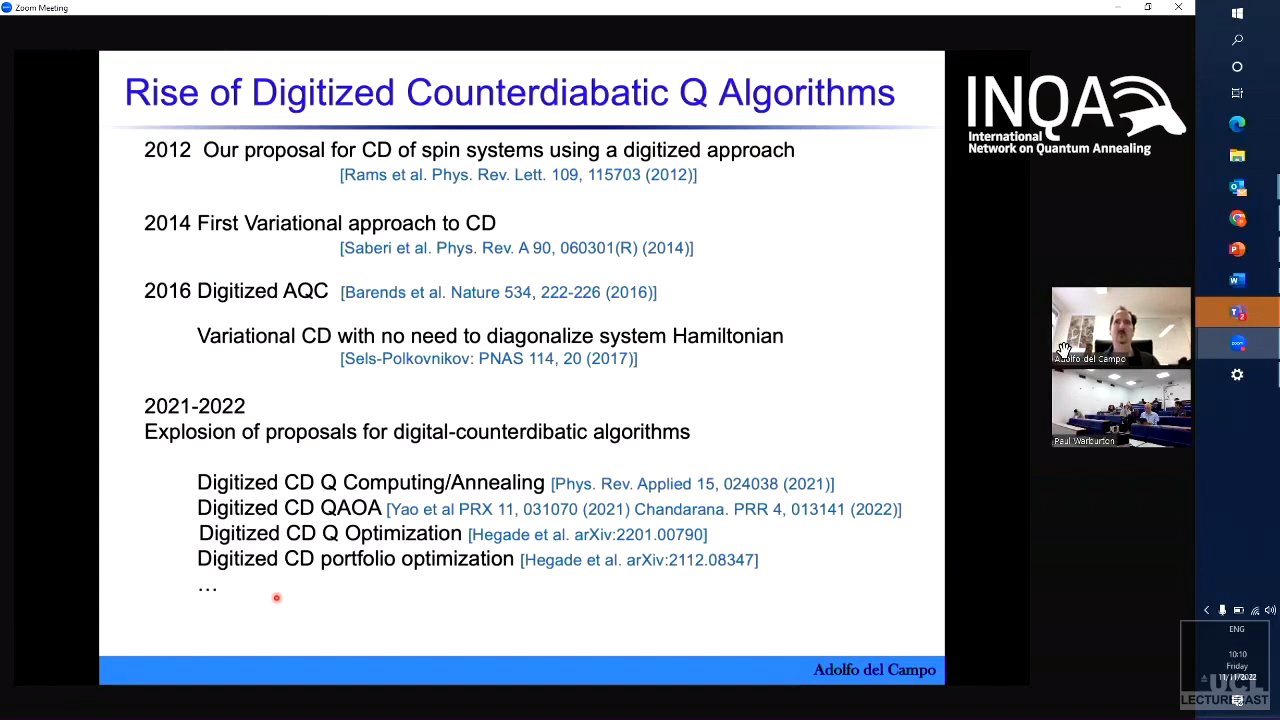 Zoom Meeting
Rise of Digitized Counterdiabatic Q Algorithms
2012 Our proposal for CD of spin systems using a digitized approach
[Rams et al. Phys. Rev. Lett. 109, 115703 (2012)]
2014 First Variational approach to CD
[Saberi et al. Phys. Rev. A 90, 060301(R) (2014)]
2016 Digitized AQC [Barends et al. Nature 534, 222-226 (2016)]
Variational CD with no need to diagonalize system Hamiltonian
[Sels-Polkovnikov: PNAS 114, 20 (2017)]
2021-2022
Explosion of proposals for digital-counterdibatic algorithms
Digitized CD Q Computing/Annealing [Phys. Rev. Applied 15, 024038 (2021)]
Digitized CD QAOA [Yao et al PRX 11, 031070 (2021) Chandarana. PRR 4, 013141 (2022)]
Digitized CD Q Optimization [Hegade et al. arXiv:2201.00790]
Digitized CD portfolio optimization [Hegade et al. arXiv:2112.08347]
…
Adolfo del Campo
INQA
International
Network on Quantum Annealing
Adolfo del Campo
Paul Warburton
zoom
ENG
10:10
Friday
11/11/2022
UCL
LECTURECAST